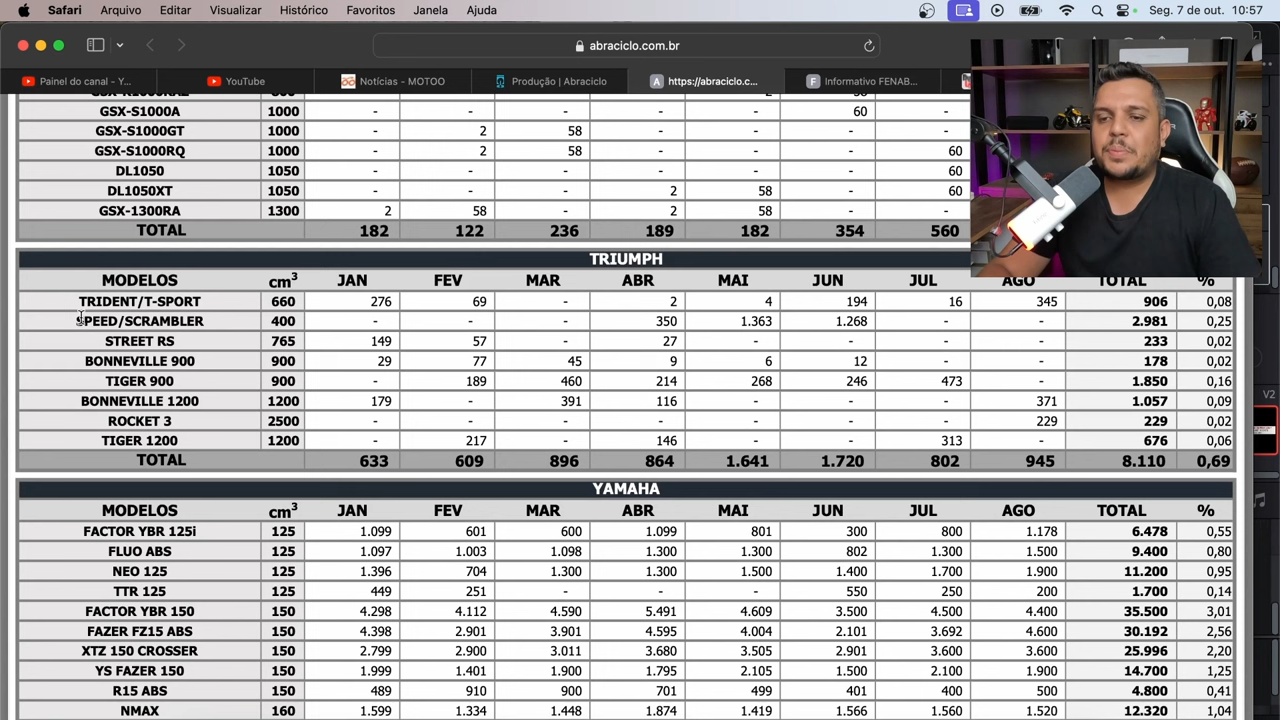 Safari Arquivo Editar Visualizar Histórico Favoritos Janela Ajuda Seg. 7 de out. 10:57
abraciclo.com.br
Painel do canal - Y... YouTube Notícias - MOTOO Produção | Abraciclo A https://abraciclo.c... F Informativo FENAB...
GSX-S1000A 1000 - - - - - 60 -
GSX-S1000GT 1000 - 2 58 - - - -
GSX-S1000RQ 1000 - 2 58 - - - 60
DL1050 1050 - - - - - - 60
DL1050XT 1050 - - - 2 58 - 60
GSX-1300RA 1300 2 58 - 2 58 - -
TOTAL 182 122 236 189 182 354 560
TRIUMPH
MODELOS cm³ JAN FEV MAR ABR MAI JUN JUL AGO TOTAL %
TRIDENT/T-SPORT 660 276 69 - 2 4 194 16 345 906 0,08
SPEED/SCRAMBLER 400 - - - 350 1.363 1.268 - - 2.981 0,25
STREET RS 765 149 57 - 27 - - - - 233 0,02
BONNEVILLE 900 900 29 77 45 9 6 12 - - 178 0,02
TIGER 900 900 - 189 460 214 268 246 473 - 1.850 0,16
BONNEVILLE 1200 1200 179 - 391 116 - - - 371 1.057 0,09
ROCKET 3 2500 - - - - - - - 229 229 0,02
TIGER 1200 1200 - 217 - 146 - - 313 - 676 0,06
TOTAL 633 609 896 864 1.641 1.720 802 945 8.110 0,69
YAMAHA
MODELOS cm³ JAN FEV MAR ABR MAI JUN JUL AGO TOTAL %
FACTOR YBR 125i 125 1.099 601 600 1.099 801 300 800 1.178 6.478 0,55
FLUO ABS 125 1.097 1.003 1.098 1.300 1.300 802 1.300 1.500 9.400 0,80
NEO 125 125 1.396 704 1.300 1.300 1.500 1.400 1.700 1.900 11.200 0,95
TTR 125 125 449 251 - - - 550 250 200 1.700 0,14
FACTOR YBR 150 150 4.298 4.112 4.590 5.491 4.609 3.500 4.500 4.400 35.500 3,01
FAZER FZ15 ABS 150 4.398 2.901 3.901 4.595 4.004 2.101 3.692 4.600 30.192 2,56
XTZ 150 CROSSER 150 2.799 2.900 3.011 3.680 3.505 2.901 3.600 3.600 25.996 2,20
YS FAZER 150 150 1.999 1.401 1.900 1.795 2.105 1.500 2.100 1.900 14.700 1,25
R15 ABS 150 489 910 900 701 499 401 400 500 4.800 0,41
NMAX 160 1.599 1.334 1.448 1.874 1.419 1.566 1.560 1.520 12.320 1,04
V2